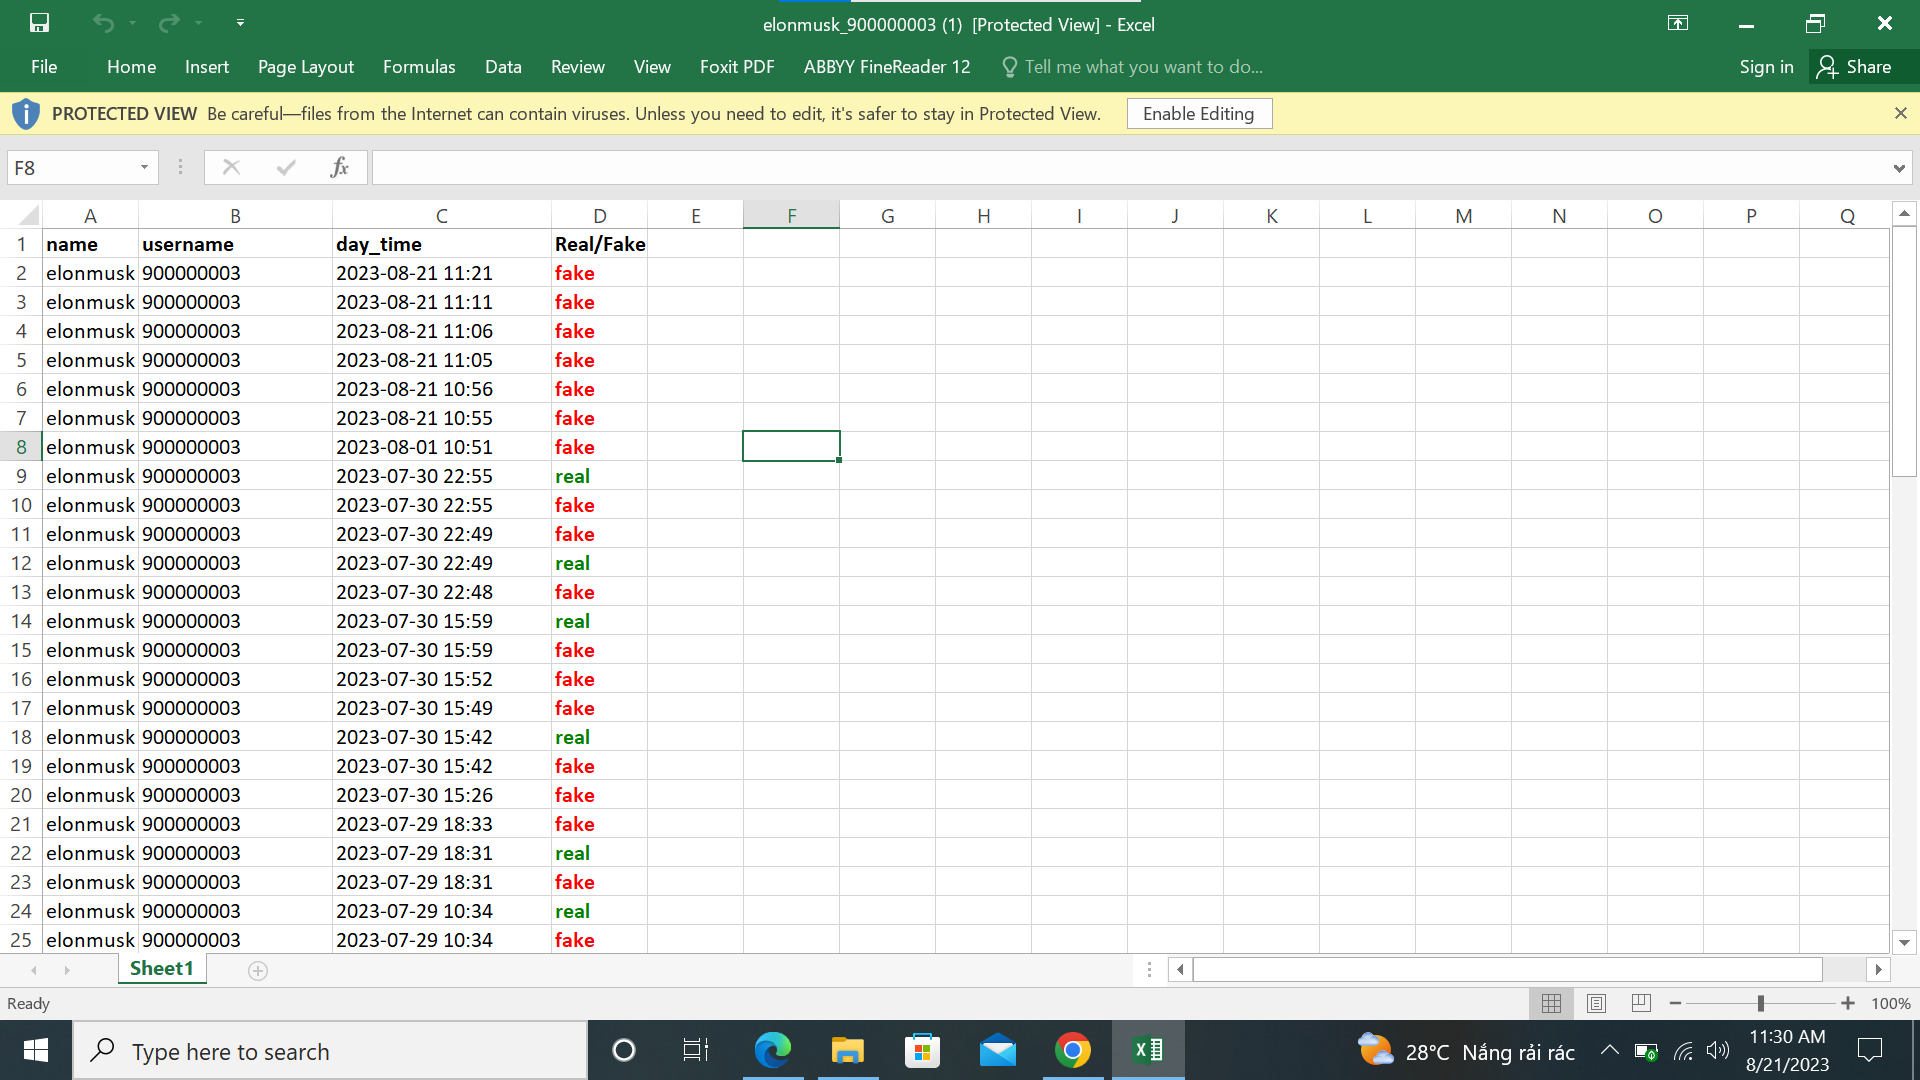 elonmusk_900000003 (1) [Protected View] - Excel
File Home Insert Page Layout Formulas Data Review View Foxit PDF ABBYY FineReader 12 Tell me what you want to do... Sign in Share
PROTECTED VIEW Be careful—files from the Internet can contain viruses. Unless you need to edit, it's safer to stay in Protected View. Enable Editing
F8 fx
A B C D E F G H I J K L M N O P Q
1 name username day_time Real/Fake
2 elonmusk 900000003 2023-08-21 11:21 fake
3 elonmusk 900000003 2023-08-21 11:11 fake
4 elonmusk 900000003 2023-08-21 11:06 fake
5 elonmusk 900000003 2023-08-21 11:05 fake
6 elonmusk 900000003 2023-08-21 10:56 fake
7 elonmusk 900000003 2023-08-21 10:55 fake
8 elonmusk 900000003 2023-08-01 10:51 fake
9 elonmusk 900000003 2023-07-30 22:55 real
10 elonmusk 900000003 2023-07-30 22:55 fake
11 elonmusk 900000003 2023-07-30 22:49 fake
12 elonmusk 900000003 2023-07-30 22:49 real
13 elonmusk 900000003 2023-07-30 22:48 fake
14 elonmusk 900000003 2023-07-30 15:59 real
15 elonmusk 900000003 2023-07-30 15:59 fake
16 elonmusk 900000003 2023-07-30 15:52 fake
17 elonmusk 900000003 2023-07-30 15:49 fake
18 elonmusk 900000003 2023-07-30 15:42 real
19 elonmusk 900000003 2023-07-30 15:42 fake
20 elonmusk 900000003 2023-07-30 15:26 fake
21 elonmusk 900000003 2023-07-29 18:33 fake
22 elonmusk 900000003 2023-07-29 18:31 real
23 elonmusk 900000003 2023-07-29 18:31 fake
24 elonmusk 900000003 2023-07-29 10:34 real
25 elonmusk 900000003 2023-07-29 10:34 fake
Sheet1
Ready 100%
Type here to search 28°C Nắng rải rác 11:30 AM
8/21/2023